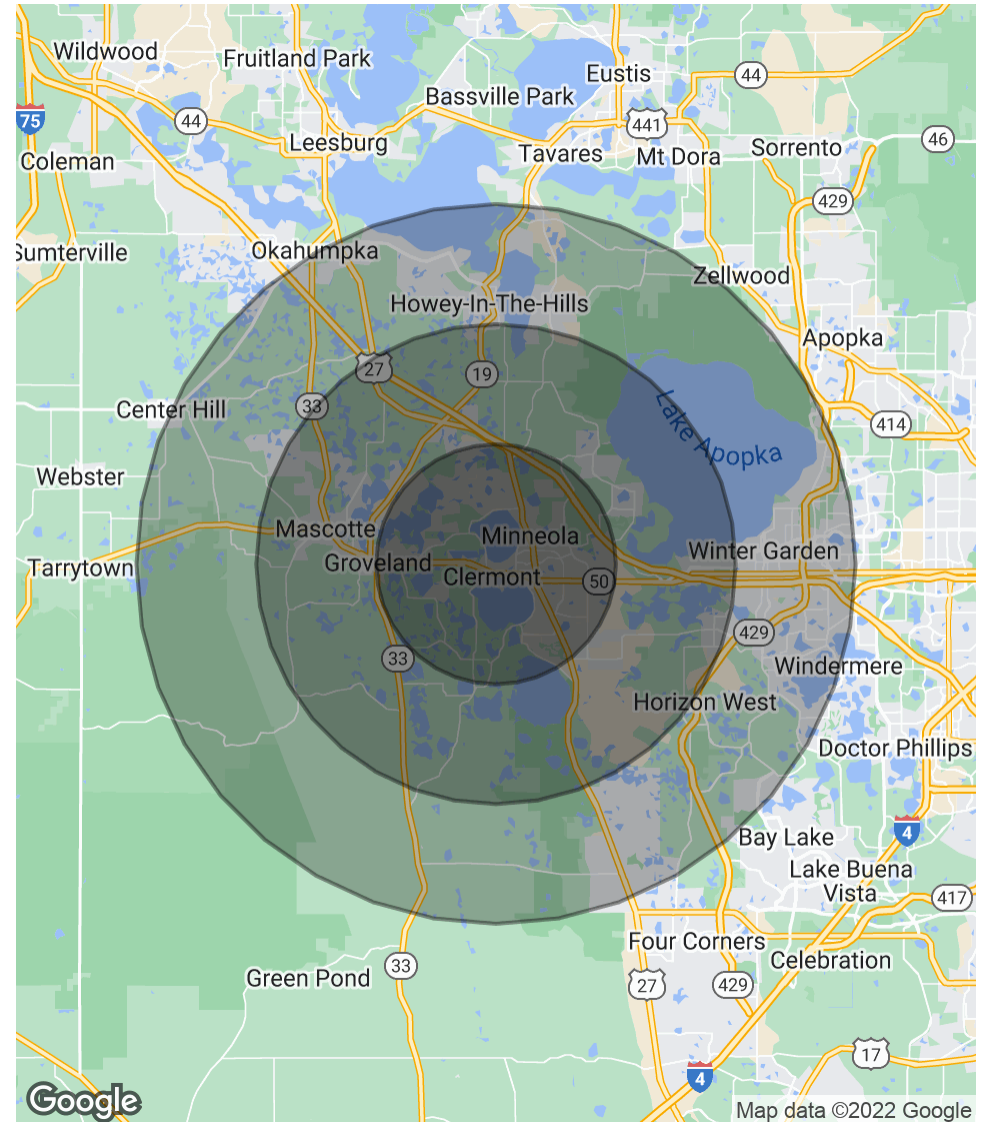 Wildwood
Fruitland Park
Eustis
44
Bassville Park
75
44
441
46
Leesburg
Coleman
Tavares
Mt Dora
Sorrento
429
Sumterville
Okahumpka
Zellwood
Howey-In-The-Hills
Apopka
27
19
Center Hill
33
414
Lake Apopka
Webster
Mascotte
Minneola
Winter Garden
Tarrytown
Groveland
Clermont
50
429
33
Windermere
Horizon West
Doctor Phillips
4
Bay Lake
Lake Buena
Vista
417
Four Corners
Celebration
Green Pond
33
27
429
17
4
Google
Map data ©2022 Google